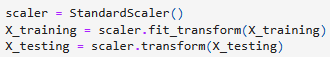 scaler = StandardScaler()
X_training = scaler.fit_transform(X_training)
X_testing = scaler.transform(X_testing)